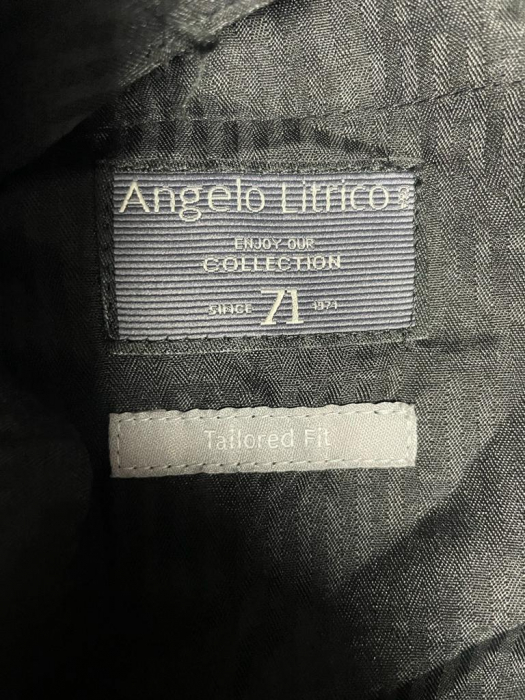 Angelo Litrico®
ENJOY OUR
COLLECTION
SINCE 71 1971
Tailored Fit